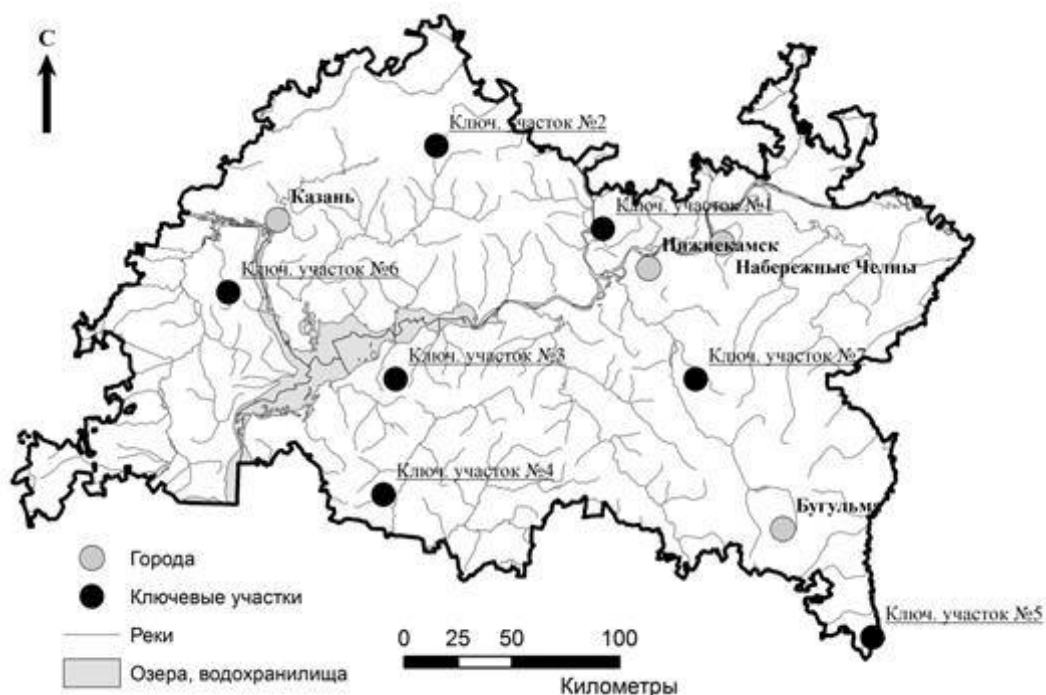 С
Ключ. участок №2
Казань
Ключ. участок №1
Нижнекамск
Набережные Челны
Ключ. участок №6
Ключ. участок №3
Ключ. участок №7
Ключ. участок №4
Бугульма
Города
Ключевые участки
Ключ. участок №5
Реки
0 25 50 100
Озера, водохранилища
Километры